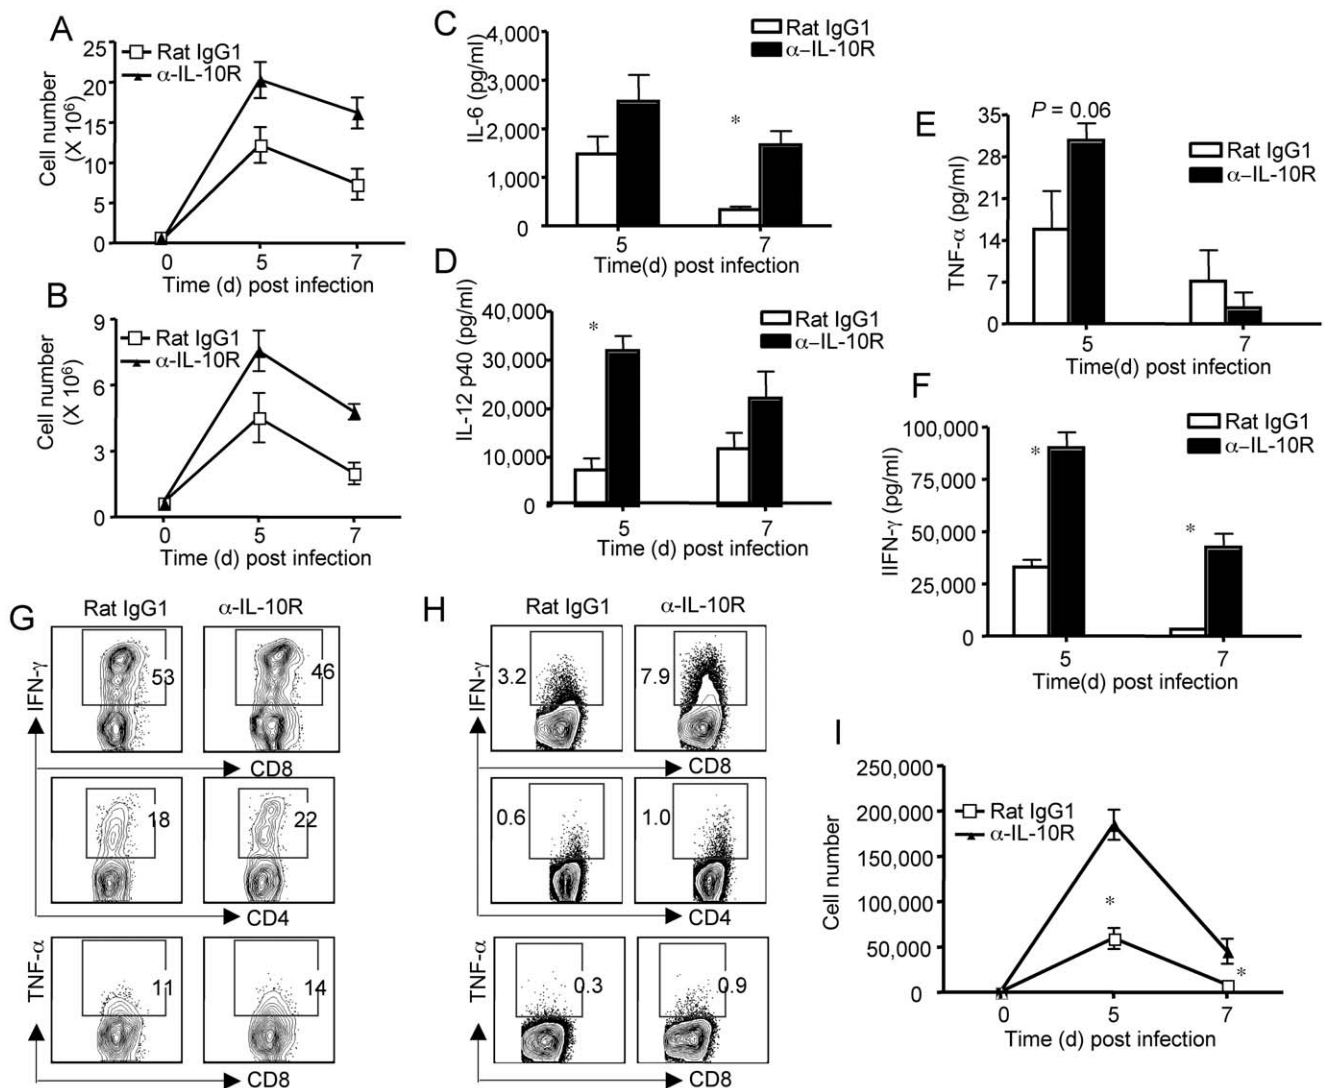 A
Rat IgG1
α-IL-10R
Cell number
(X 10⁶)
25
20
15
10
5
0
0 5 7
Time (d) post infection
B
Rat IgG1
α-IL-10R
Cell number
(X 10⁶)
9
6
3
0
0 5 7
Time (d) post infection
C
Rat IgG1
α–IL-10R
IL-6 (pg/ml)
4,000
3,000
2,000
1,000
0
*
5 7
Time(d) post infection
D
Rat IgG1
α–IL-10R
IL-12 p40 (pg/ml)
40,000
30,000
20,000
10,000
0
*
5 7
Time (d) post infection
E
P = 0.06
Rat IgG1
α–IL-10R
TNF-α (pg/ml)
35
28
21
14
7
0
5 7
Time(d) post infection
F
Rat IgG1
α–IL-10R
IIFN-γ (pg/ml)
100,000
75,000
50,000
25,000
0
*
*
5 7
Time(d) post infection
G
Rat IgG1 α-IL-10R
IFN-γ
53 46
CD8
18 22
CD4
TNF-α
11 14
CD8
H
Rat IgG1 α-IL-10R
IFN-γ
3.2 7.9
CD8
0.6 1.0
CD4
TNF-α
0.3 0.9
CD8
I
Rat IgG1
α-IL-10R
Cell number
250,000
200,000
150,000
100,000
50,000
0
*
*
0 5 7
Time (d) post infection